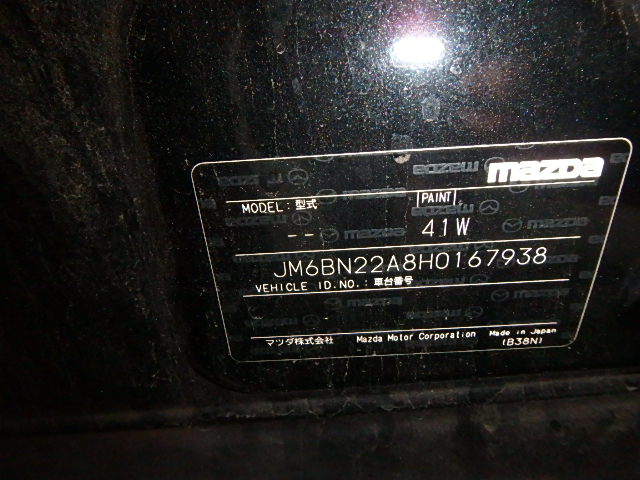 mazda
MODEL:型式
PAINT
--
41W
JM6BN22A8H0167938
VEHICLE ID.NO.:車台番号
マツダ株式会社 Mazda Motor Corporation Made in Japan
(B38N)